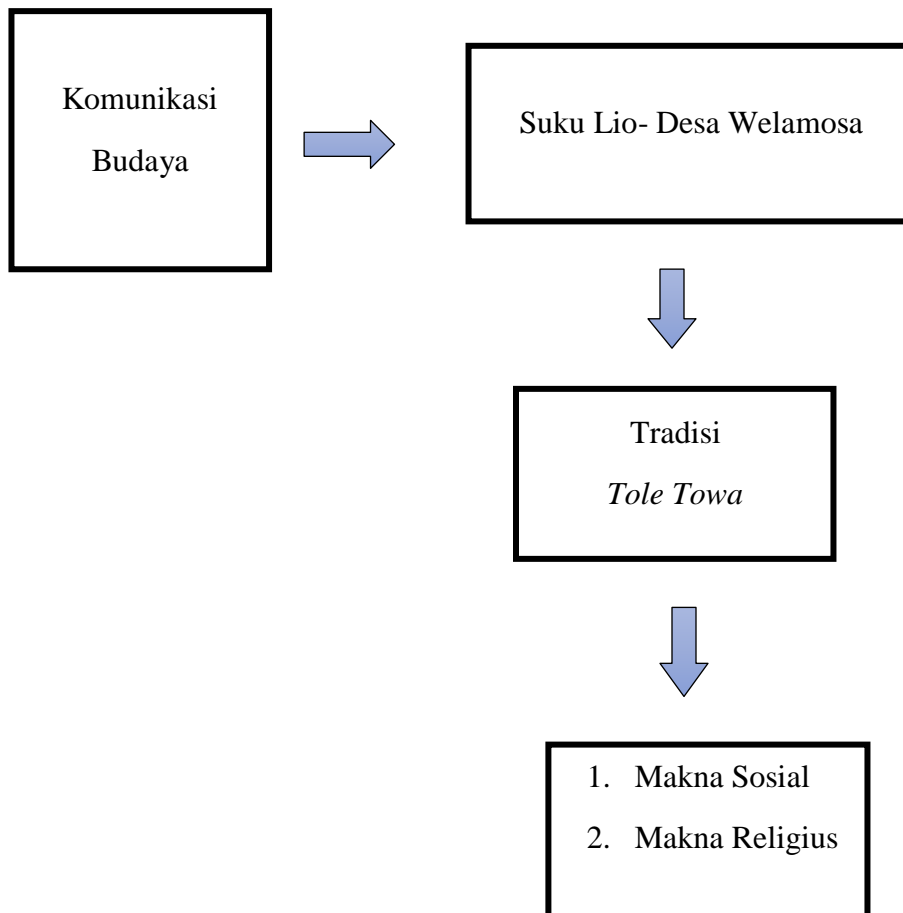 Komunikasi
Budaya
Suku Lio- Desa Welamosa
Tradisi
Tole Towa
1. Makna Sosial
2. Makna Religius